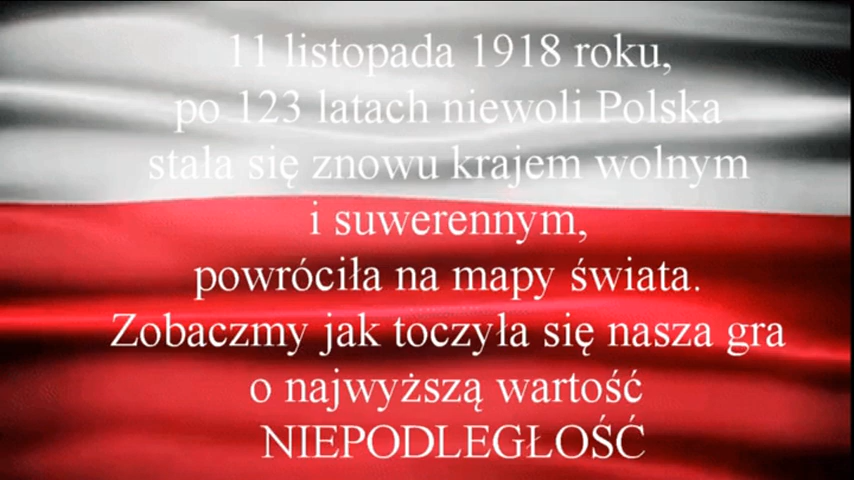 11 listopada 1918 roku,
po 123 latach niewoli Polska
stała się znowu krajem wolnym
i suwerennym,
powróciła na mapy świata.
Zobaczmy jak toczyła się nasza gra
o najwyższą wartość
NIEPODLEGŁOŚĆ